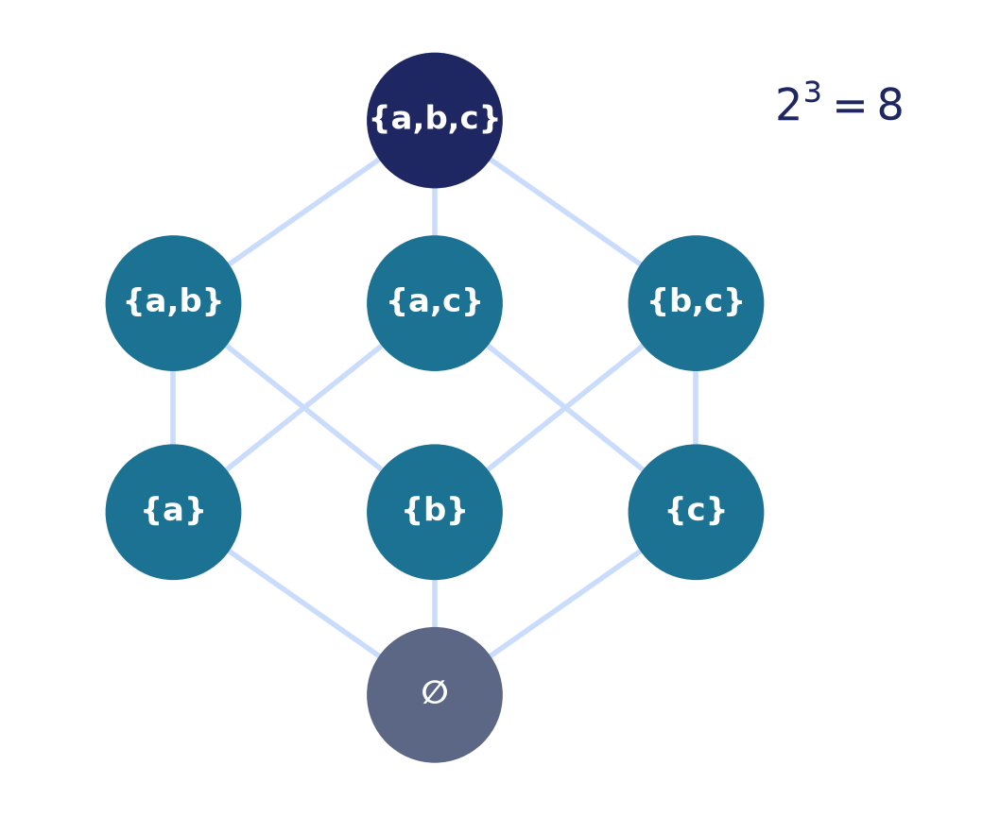 {a,b,c}
2³ = 8
{a,b}
{a,c}
{b,c}
{a}
{b}
{c}
∅